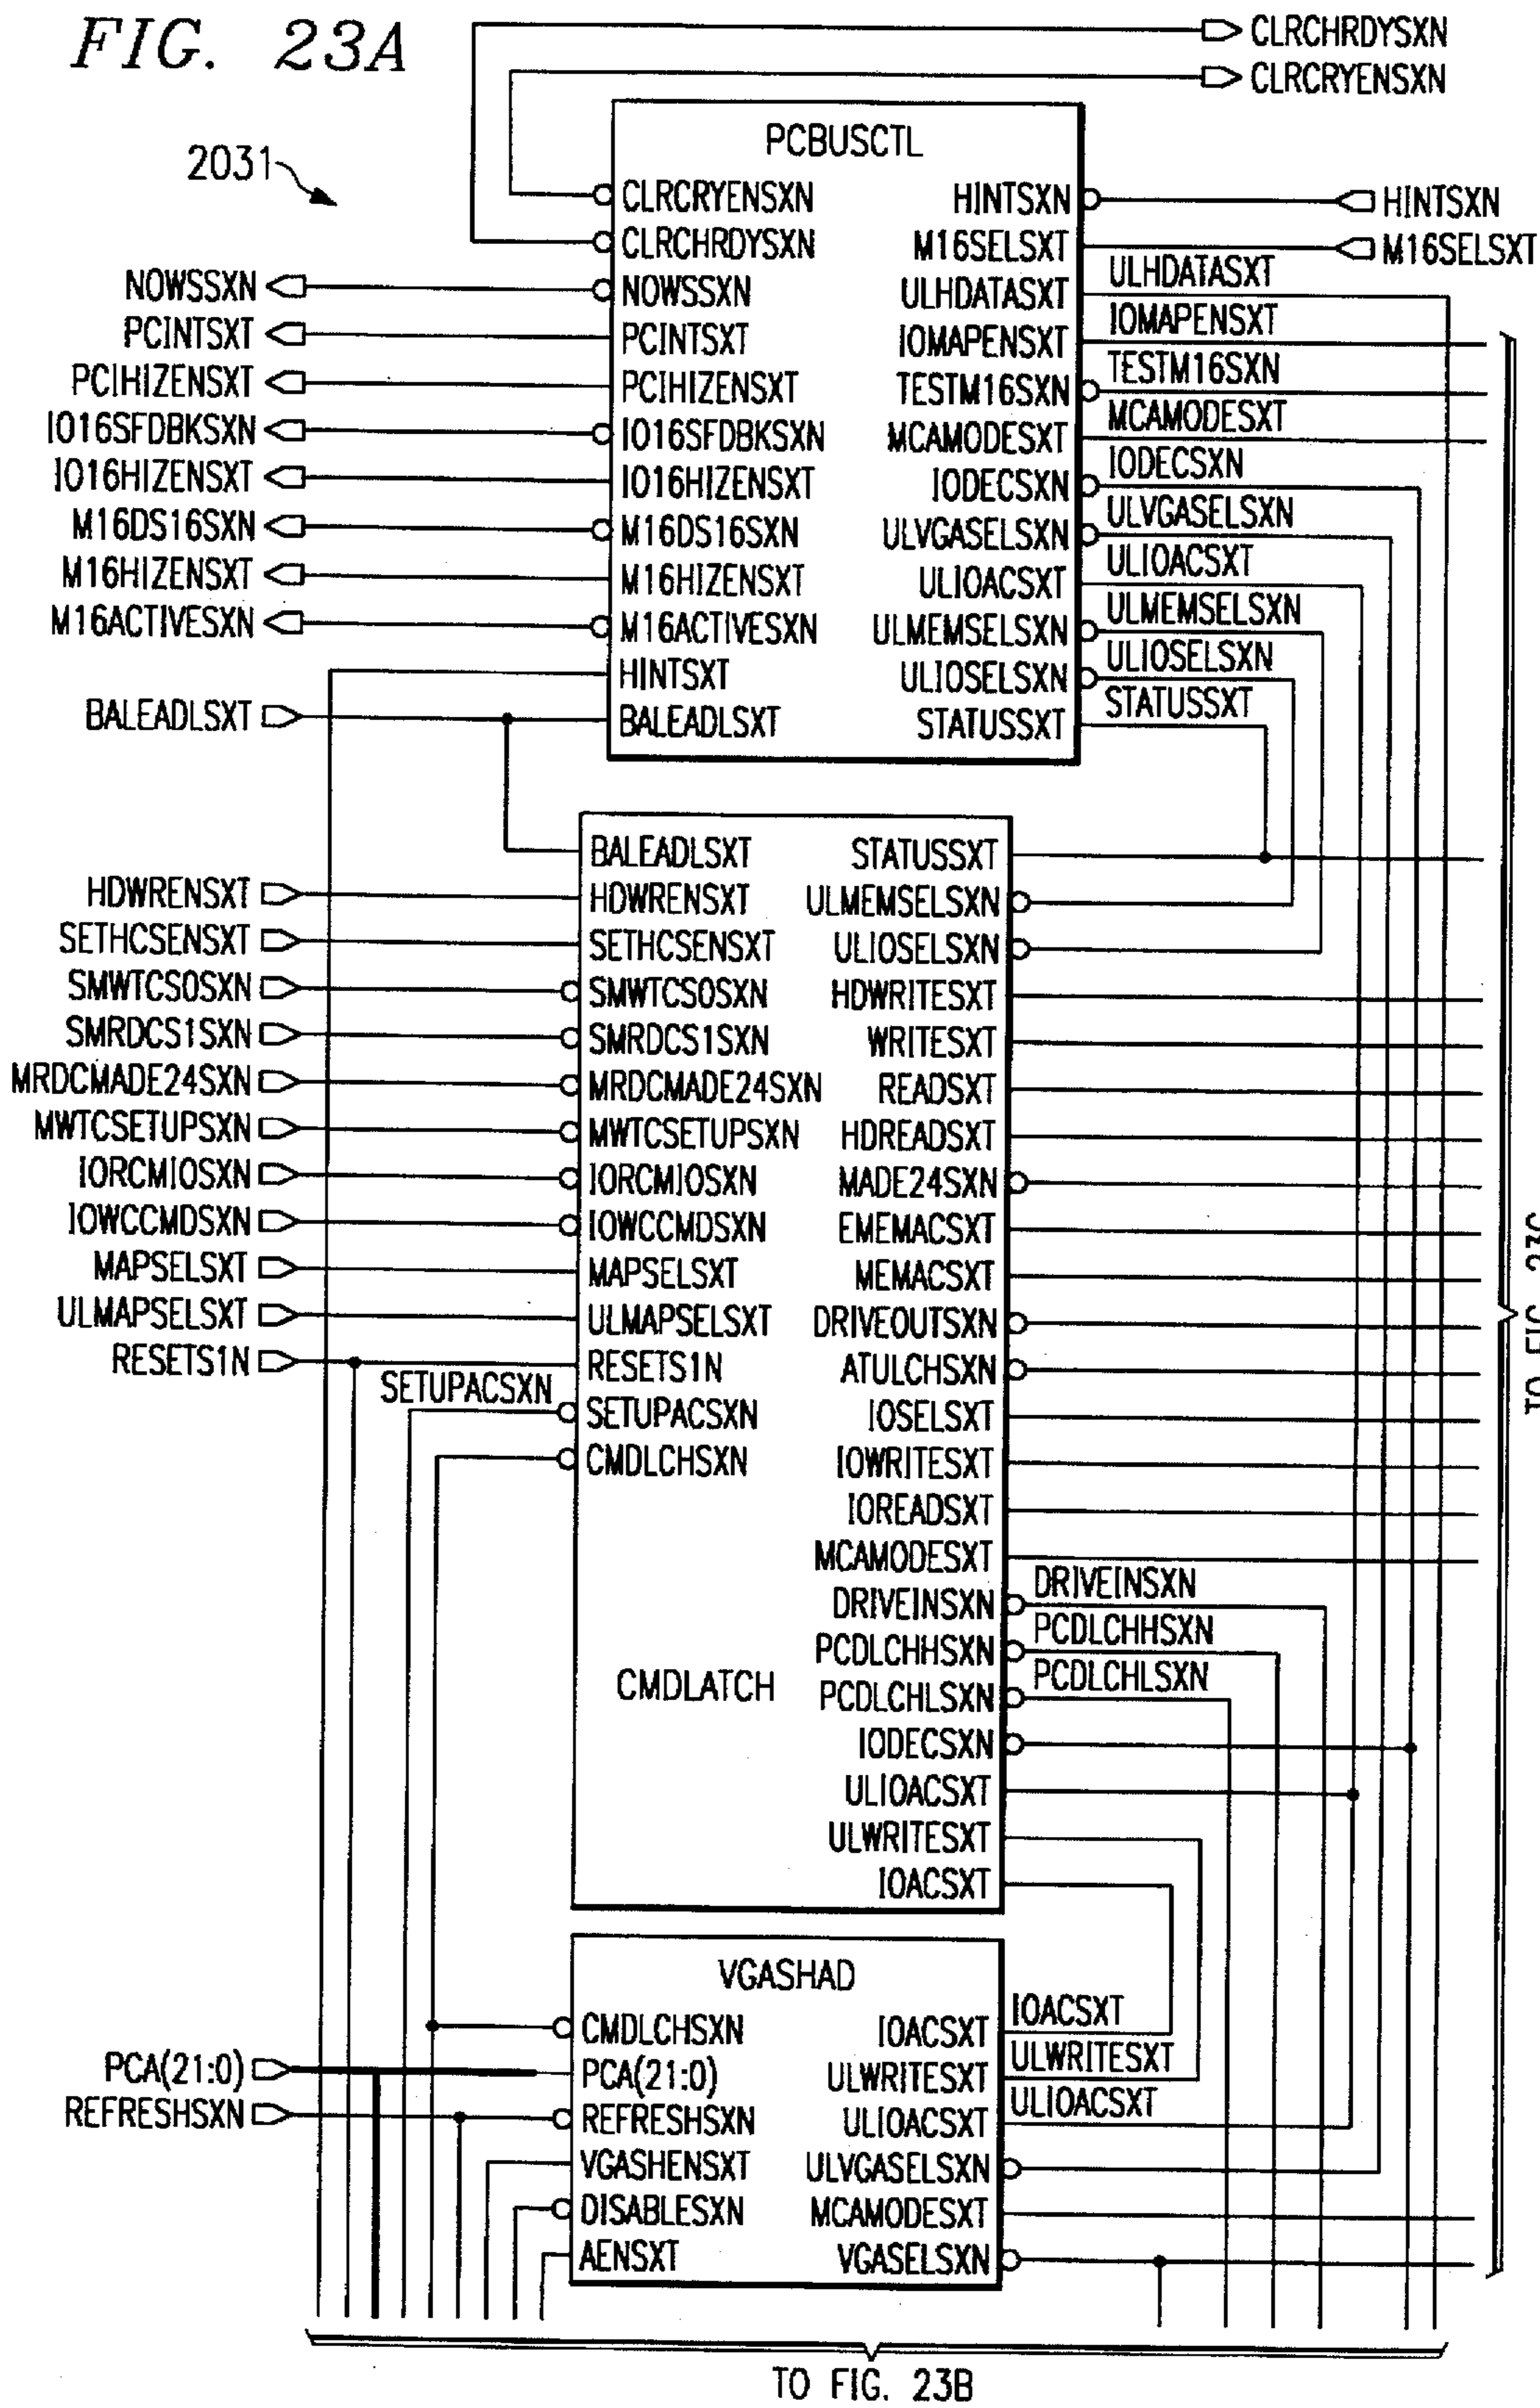 FIG. 23A
CLRCHRDYSXN
CLRCRYENSXN
2031
PCBUSCTL
CLRCRYENSXN
CLRCHRDYSXN
NOWSSXN
PCINTSXT
PCIHIZENSXT
IO16SFDBKSXN
IO16HIZENSXT
M16DS16SXN
M16HIZENSXT
M16ACTIVESXN
HINTSXT
BALEADLSXT
HINTSXN
M16SELSXT
ULHDATASXT
IOMAPENSXT
TESTM16SXN
MCAMODESXT
IODECSXN
ULVGASELSXN
ULIOACSXT
ULMEMSELSXN
ULIOSELSXN
STATUSSXT
NOWSSXN
PCINTSXT
PCIHIZENSXT
IO16SFDBKSXN
IO16HIZENSXT
M16DS16SXN
M16HIZENSXT
M16ACTIVESXN
BALEADLSXT
HINTSXN
M16SELSXT
ULHDATASXT
IOMAPENSXT
TESTM16SXN
MCAMODESXT
IODECSXN
ULVGASELSXN
ULIOACSXT
ULMEMSELSXN
ULIOSELSXN
STATUSSXT
HDWRENSXT
SETHCSENSXT
SMWTCS0SXN
SMRDCS1SXN
MRDCMADE24SXN
MWTCSETUPSXN
IORCMIOSXN
IOWCCMDSXN
MAPSELSXT
ULMAPSELSXT
RESETS1N
SETUPACSXN
BALEADLSXT
HDWRENSXT
SETHCSENSXT
SMWTCS0SXN
SMRDCS1SXN
MRDCMADE24SXN
MWTCSETUPSXN
IORCMIOSXN
IOWCCMDSXN
MAPSELSXT
ULMAPSELSXT
RESETS1N
SETUPACSXN
CMDLCHSXN
CMDLATCH
STATUSSXT
ULMEMSELSXN
ULIOSELSXN
HDWRITESXT
WRITESXT
READSXT
HDREADSXT
MADE24SXN
EMEMACSXT
MEMACSXT
DRIVEOUTSXN
ATULCHSXN
IOSELSXT
IOWRITESXT
IOREADSXT
MCAMODESXT
DRIVEINSXN
PCDLCHHSXN
PCDLCHLSXN
IODECSXN
ULIOACSXT
ULWRITESXT
IOACSXT
DRIVEINSXN
PCDLCHHSXN
PCDLCHLSXN
VGASHAD
PCA(21:0)
REFRESHSXN
CMDLCHSXN
PCA(21:0)
REFRESHSXN
VGASHENSXT
DISABLESXN
AENSXT
IOACSXT
ULWRITESXT
ULIOACSXT
ULVGASELSXN
MCAMODESXT
VGASELSXN
IOACSXT
ULWRITESXT
ULIOACSXT
TO FIG. 23C
TO FIG. 23B